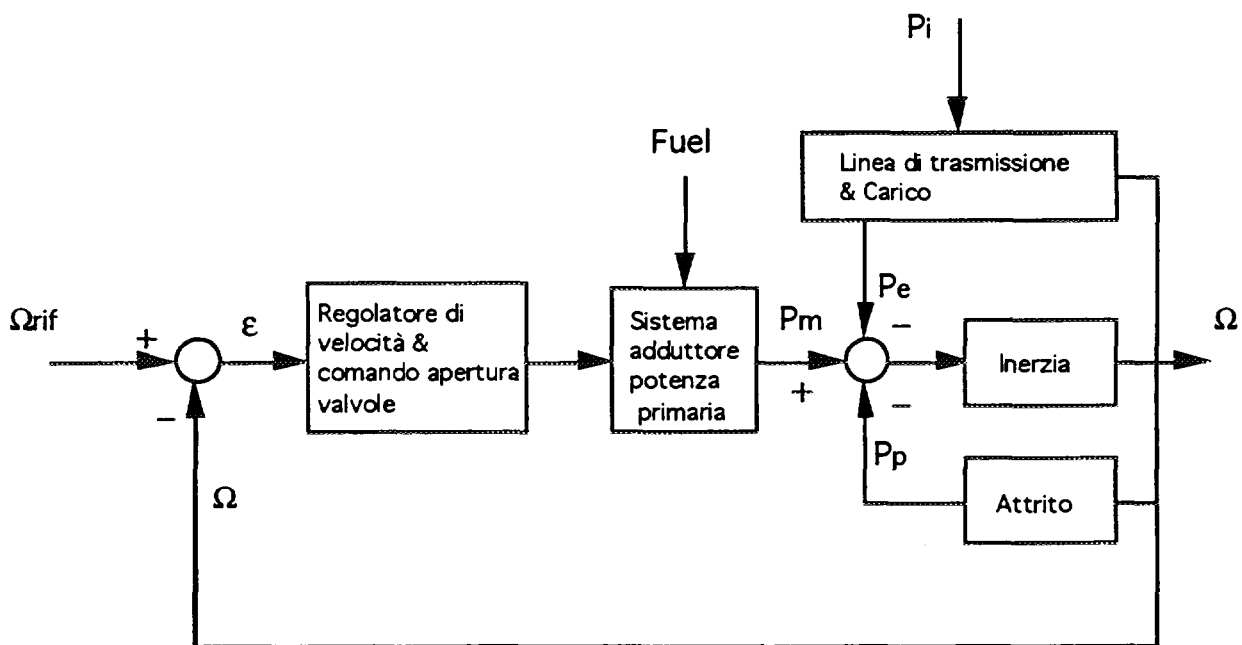 Pi
Fuel
Linea di trasmissione
& Carico
Ωrif
+
ε
Regolatore di
velocità &
comando apertura
valvole
Sistema
adduttore
potenza
primaria
Pm
+
Pe
−
Inerzia
Ω
−
−
Pp
Attrito
Ω